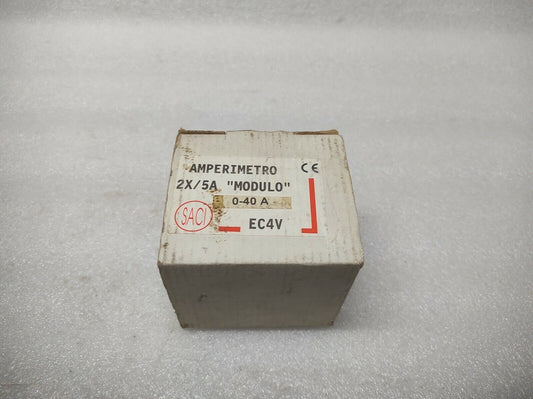 AMPERIMETRO CE
2X/5A "MODULO"
0-40 A
SACI
EC4V